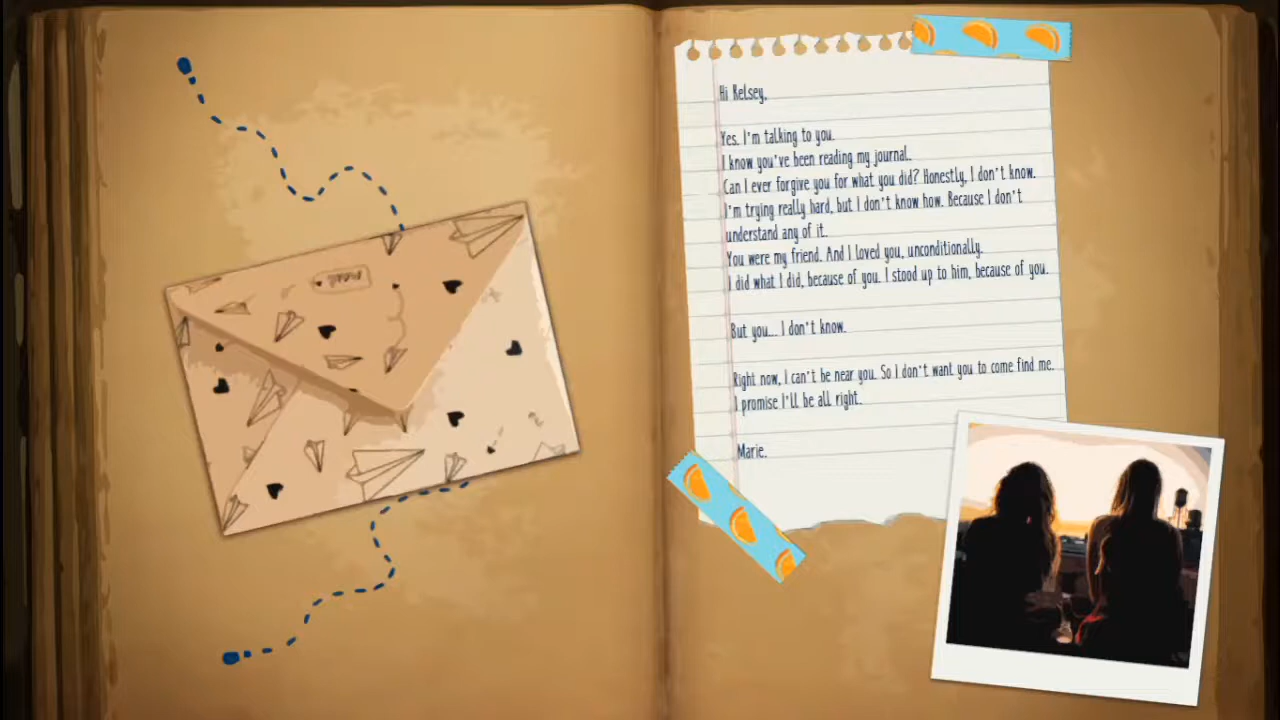 Hi Kelsey,
Yes. I'm talking to you.
I know you've been reading my journal.
Can I ever forgive you for what you did? Honestly, I don't know.
I'm trying really hard, but I don't know how. Because I don't
understand any of it.
You were my friend. And I loved you, unconditionally.
I did what I did, because of you. I stood up to him, because of you.
But you... I don't know.
Right now, I can't be near you. So I don't want you to come find me.
I promise I'll be all right.
Marie.